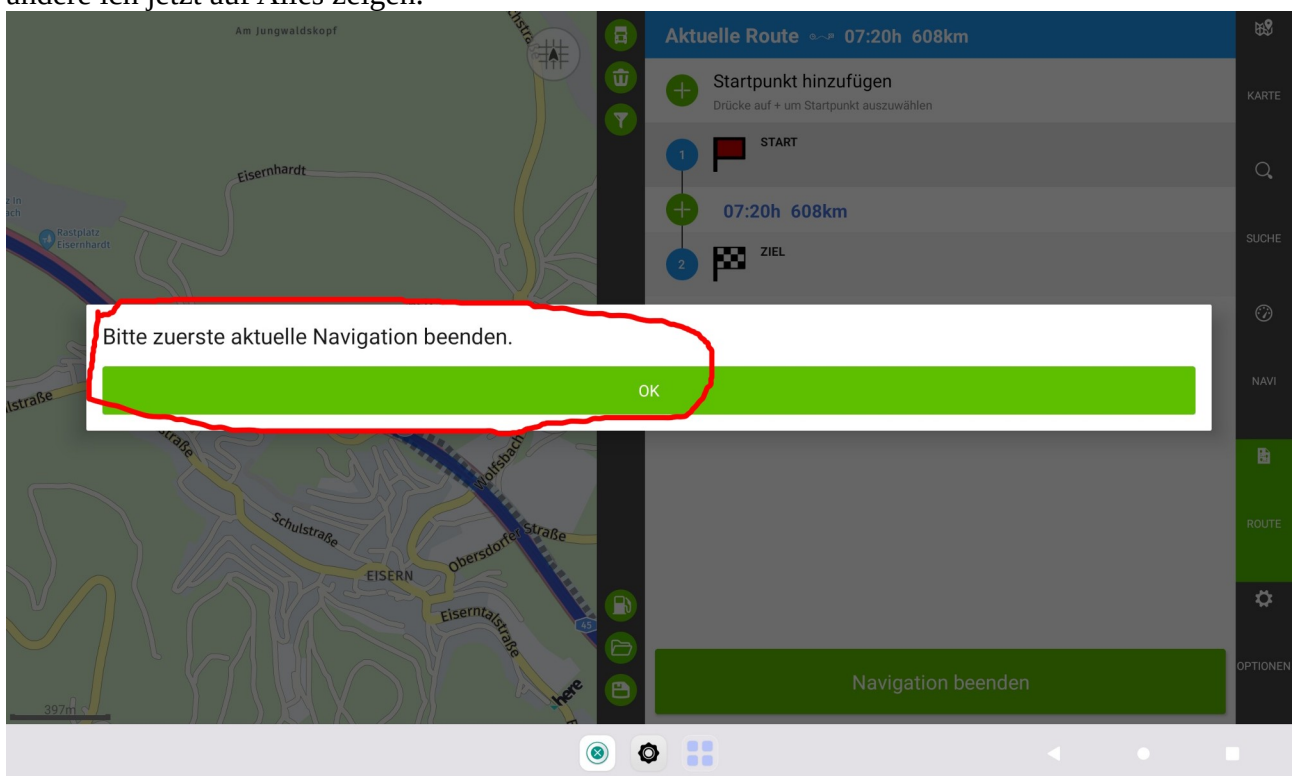 andere ich jetzt auf Alles zeigen.
Am Jungwaldskopf
Aktuelle Route 07:20h 608km
Startpunkt hinzufügen
Drücke auf + um Startpunkt auszuwählen
KARTE
1 START
Eisernhardt
07:20h 608km
Rastplatz
Eisernhardt
SUCHE
2 ZIEL
Bitte zuerste aktuelle Navigation beenden.
OK
NAVI
Wolfsbach
Schulstraße
Obersdorfer Straße
ROUTE
EISERN
Eiserntalstraße
45
OPTIONEN
Navigation beenden
here
397m